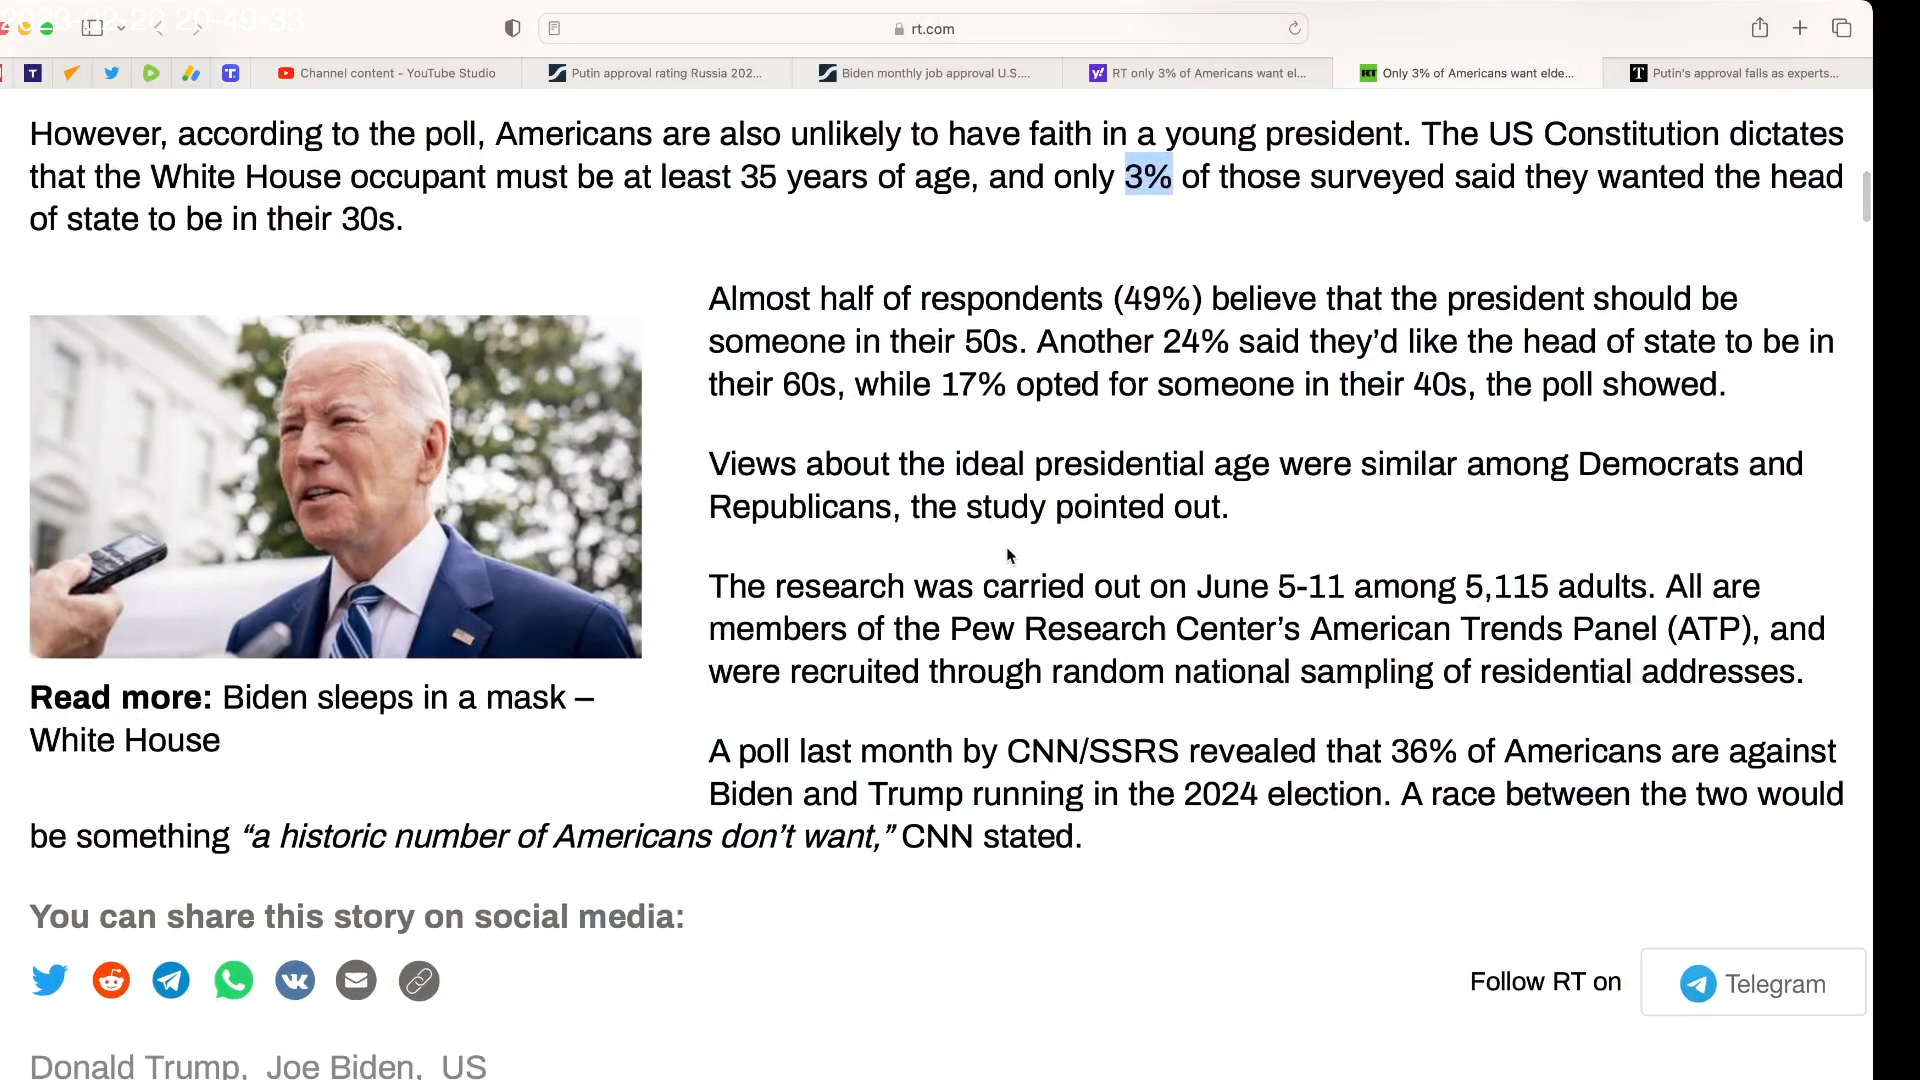 2023-02-20 20-49-33
rt.com
Channel content - YouTube Studio
Putin approval rating Russia 202...
Biden monthly job approval U.S....
RT only 3% of Americans want el...
RT
Only 3% of Americans want elde...
Putin's approval falls as experts...
However, according to the poll, Americans are also unlikely to have faith in a young president. The US Constitution dictates
that the White House occupant must be at least 35 years of age, and only 3% of those surveyed said they wanted the head
of state to be in their 30s.
Almost half of respondents (49%) believe that the president should be
someone in their 50s. Another 24% said they’d like the head of state to be in
their 60s, while 17% opted for someone in their 40s, the poll showed.
Views about the ideal presidential age were similar among Democrats and
Republicans, the study pointed out.
The research was carried out on June 5-11 among 5,115 adults. All are
members of the Pew Research Center’s American Trends Panel (ATP), and
were recruited through random national sampling of residential addresses.
Read more: Biden sleeps in a mask –
White House
A poll last month by CNN/SSRS revealed that 36% of Americans are against
Biden and Trump running in the 2024 election. A race between the two would
be something “a historic number of Americans don’t want,” CNN stated.
You can share this story on social media:
Follow RT on
Telegram
Donald Trump, Joe Biden, US